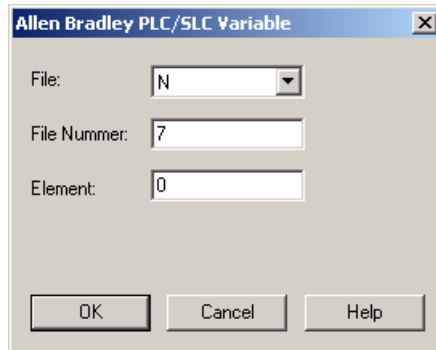 Allen Bradley PLC/SLC Variable
File: N
File Nummer: 7
Element: 0
OK Cancel Help